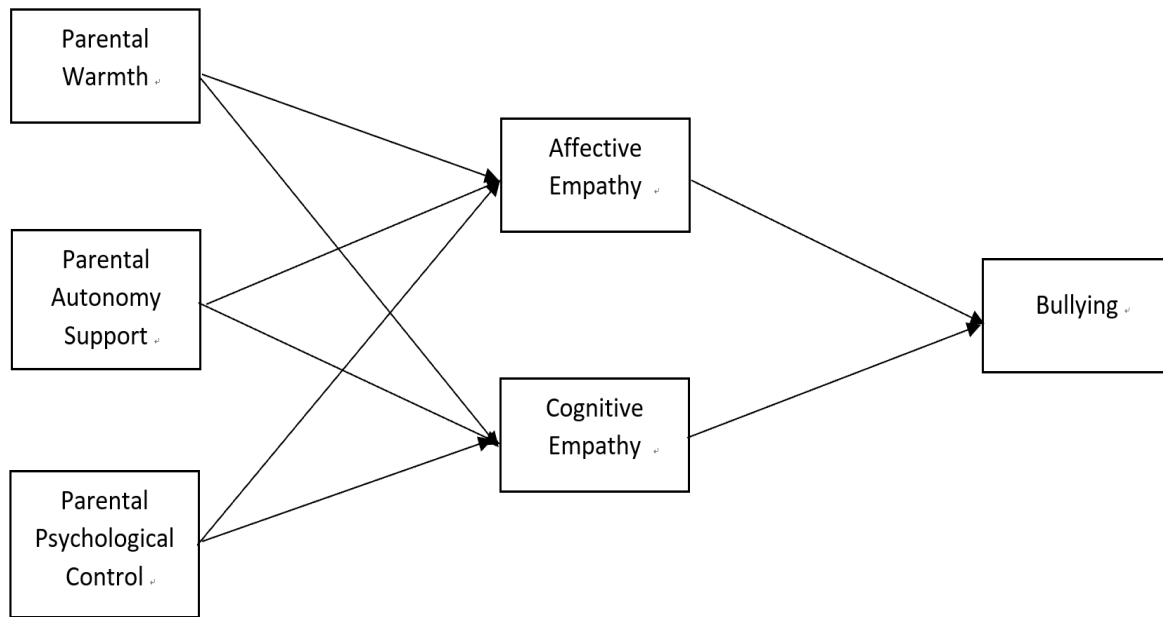 Parental
Warmth
Affective
Empathy
Parental
Autonomy
Support
Bullying
Cognitive
Empathy
Parental
Psychological
Control